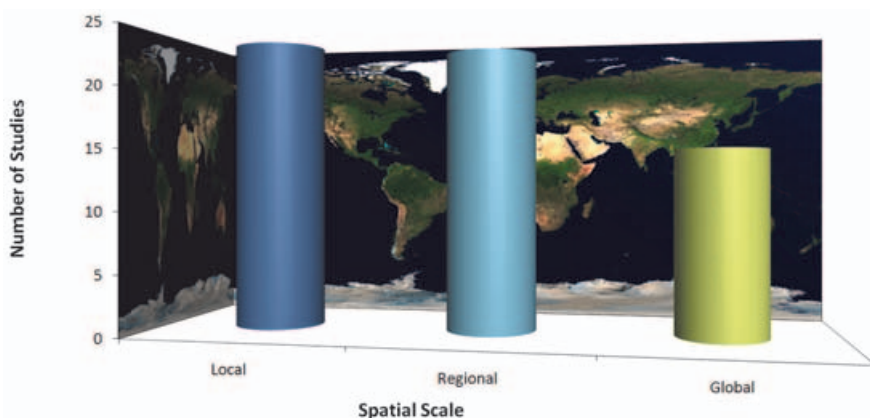 25
20
15
10
5
0
Number of Studies
Local
Regional
Global
Spatial Scale